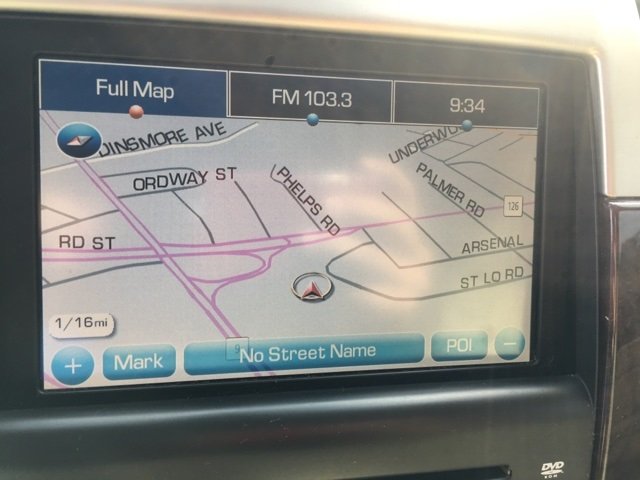 Full Map
FM 103.3
9:34
DINSMORE AVE
ORDWAY ST
PHELPS RD
PALMER RD
126
RD ST
ARSENAL
ST LO RD
1/16mi
+
Mark
No Street Name
POI
−
DVD
ROM